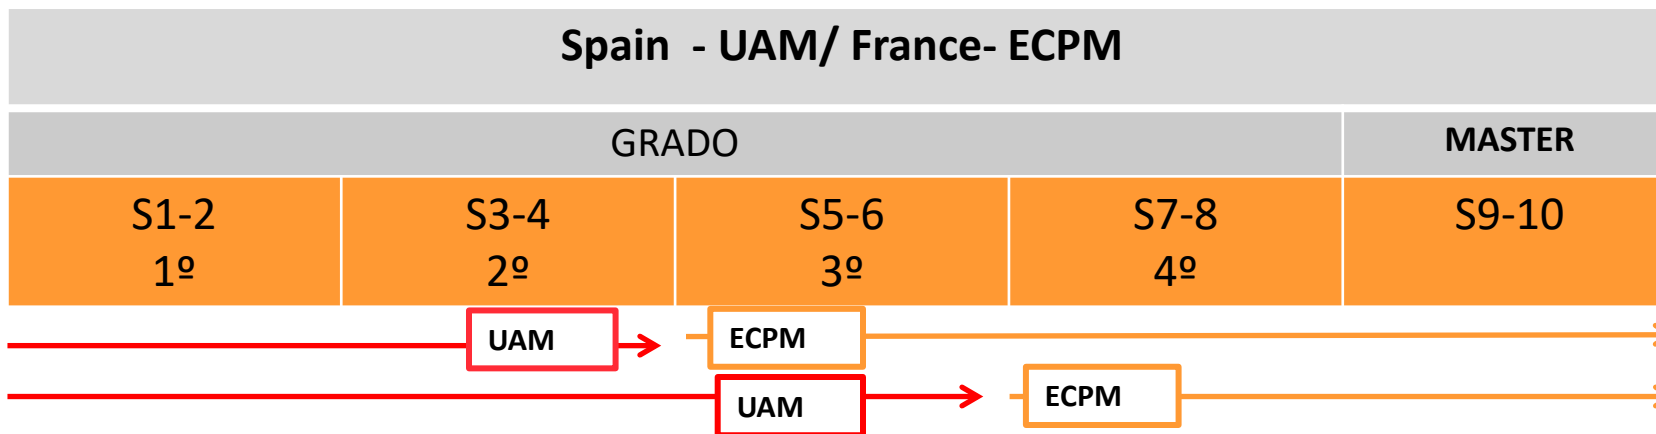 Spain - UAM/ France- ECPM
GRADO MASTER
S1-2 S3-4 S5-6 S7-8 S9-10
1º 2º 3º 4º
UAM ECPM
UAM ECPM